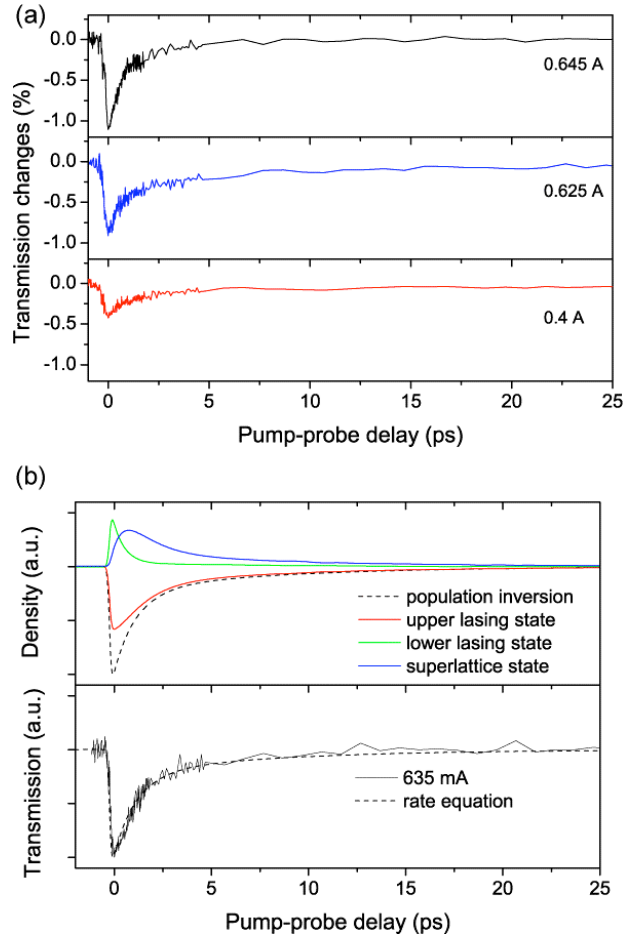 (a)
0.0
-0.5
-1.0
0.645 A
0.0
-0.5
-1.0
0.625 A
0.0
-0.5
-1.0
0.4 A
Transmission changes (%)
0 5 10 15 20 25
Pump-probe delay (ps)
(b)
Density (a.u.)
population inversion
upper lasing state
lower lasing state
superlattice state
Transmission (a.u.)
635 mA
rate equation
0 5 10 15 20 25
Pump-probe delay (ps)